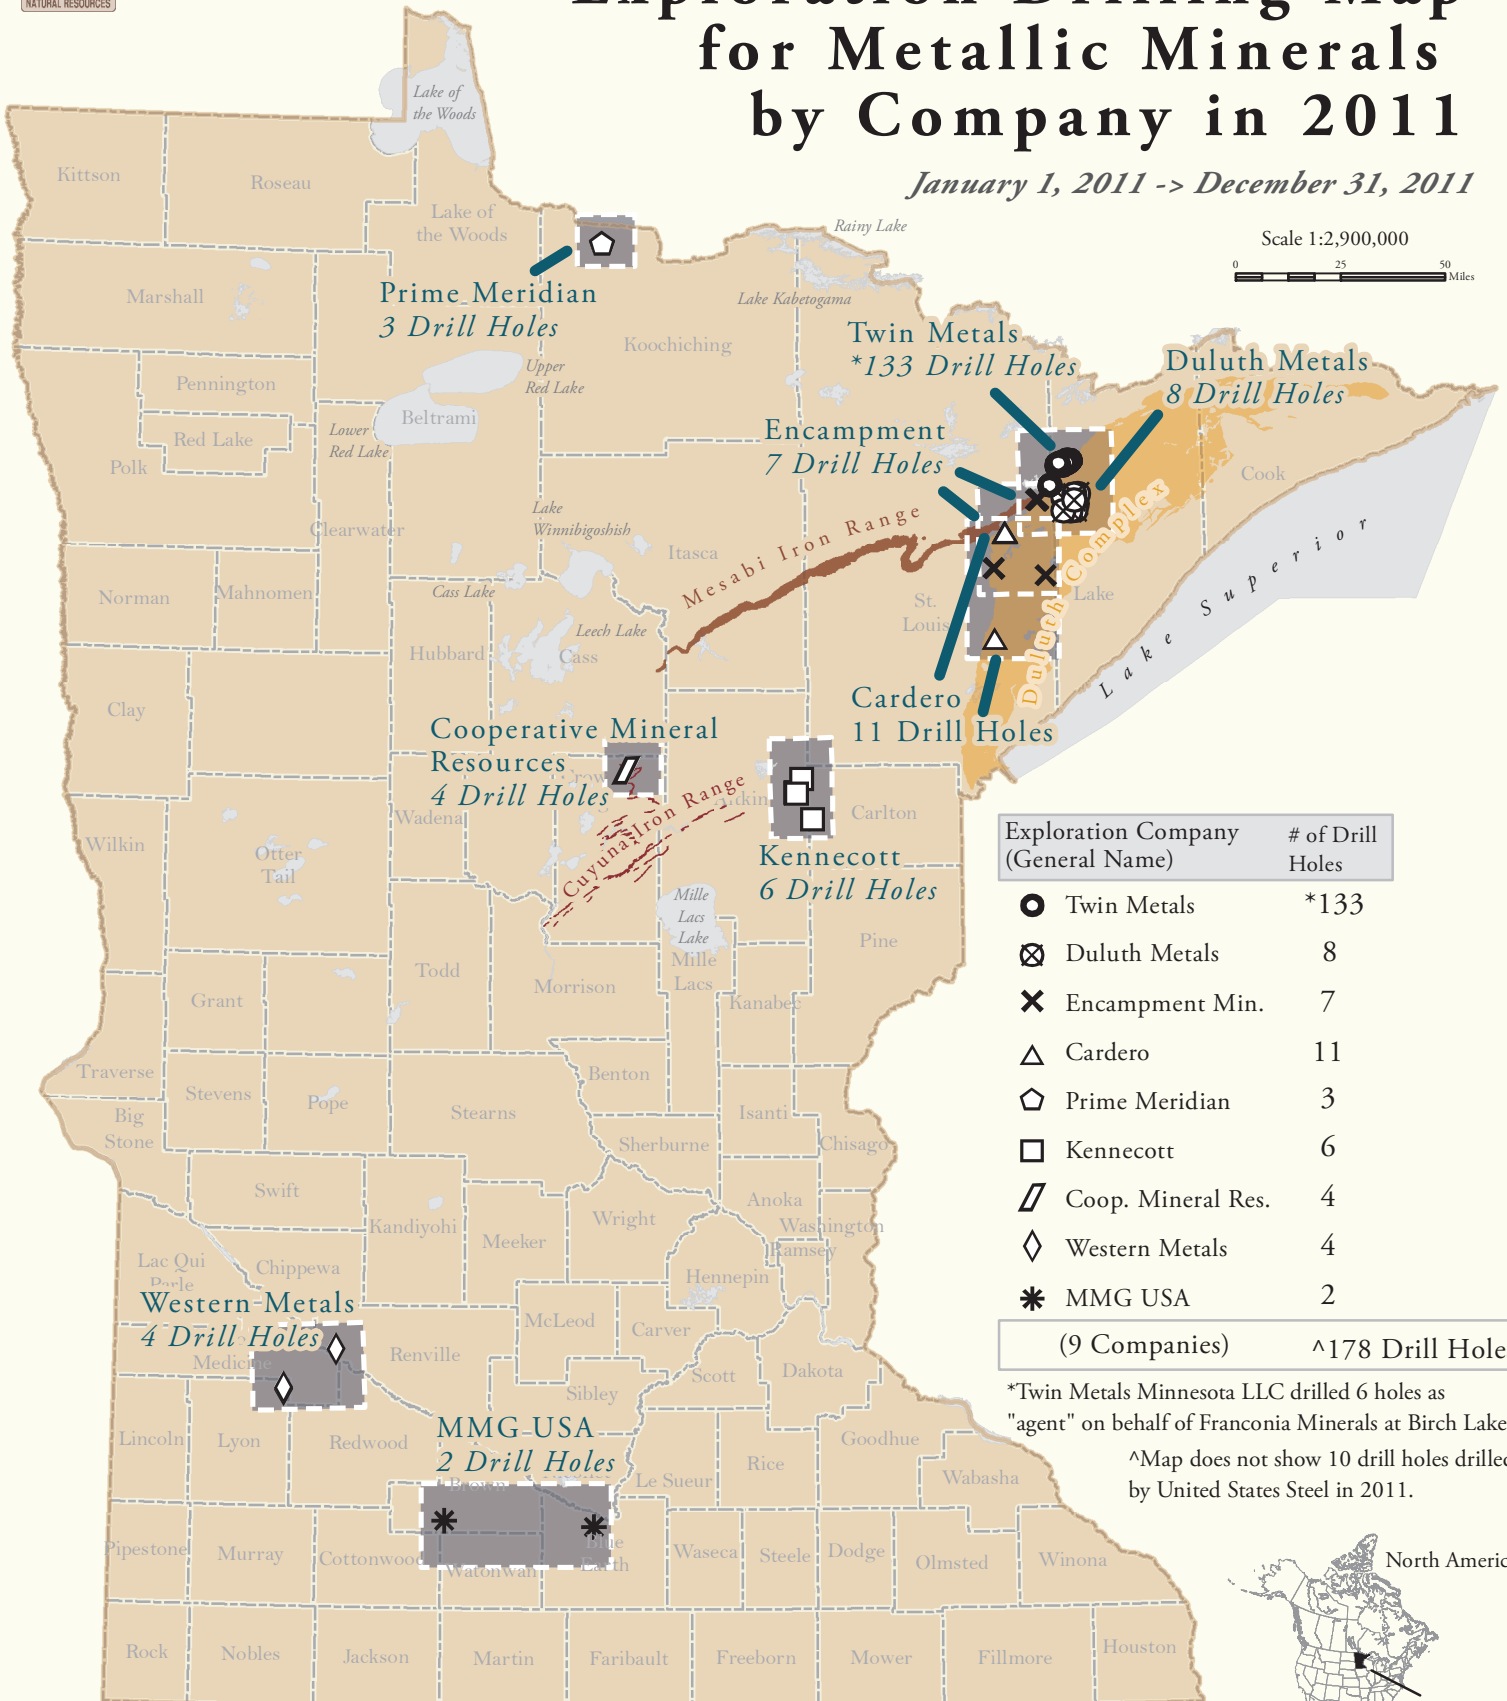 NATURAL RESOURCES
Exploration Drilling Map
for Metallic Minerals
by Company in 2011
January 1, 2011 -> December 31, 2011
Scale 1:2,900,000
0 25 50
Miles
Lake of
the Woods
Kittson
Roseau
Lake of
the Woods
Rainy Lake
Prime Meridian
3 Drill Holes
Marshall
Lake Kabetogama
Koochiching
Twin Metals
*133 Drill Holes
Duluth Metals
8 Drill Holes
Upper
Red Lake
Pennington
Beltrami
Red Lake
Lower
Red Lake
Polk
Encampment
7 Drill Holes
Cook
Clearwater
Lake
Winnibigoshish
Itasca
Mesabi Iron Range
Duluth Complex
Lake Superior
Norman
Mahnomen
Cass Lake
St.
Louis
Lake
Leech Lake
Hubbard
Cass
Clay
Cardero
11 Drill Holes
Cooperative Mineral
Resources
4 Drill Holes
Crow
Aitkin
Cuyuna Iron Range
Wadena
Carlton
Wilkin
Otter
Tail
Kennecott
6 Drill Holes
Mille
Lacs
Lake
Pine
Mille
Lacs
Todd
Morrison
Kanabec
Grant
Traverse
Stevens
Pope
Big
Stone
Stearns
Benton
Isanti
Sherburne
Chisago
Swift
Kandiyohi
Meeker
Wright
Anoka
Washington
Ramsey
Hennepin
Lac Qui
Parle
Chippewa
Western Metals
4 Drill Holes
Medicine
Renville
McLeod
Carver
Scott
Dakota
Sibley
Lincoln
Lyon
Redwood
MMG USA
2 Drill Holes
Brown
Le Sueur
Rice
Goodhue
Wabasha
Pipestone
Murray
Cottonwood
Watonwan
Blue
Earth
Waseca
Steele
Dodge
Olmsted
Winona
Rock
Nobles
Jackson
Martin
Faribault
Freeborn
Mower
Fillmore
Houston
Exploration Company
(General Name)
# of Drill
Holes
Twin Metals *133
Duluth Metals 8
Encampment Min. 7
Cardero 11
Prime Meridian 3
Kennecott 6
Coop. Mineral Res. 4
Western Metals 4
MMG USA 2
(9 Companies) ^178 Drill Hole
*Twin Metals Minnesota LLC drilled 6 holes as
"agent" on behalf of Franconia Minerals at Birch Lake
^Map does not show 10 drill holes drilled
by United States Steel in 2011.
North Americ